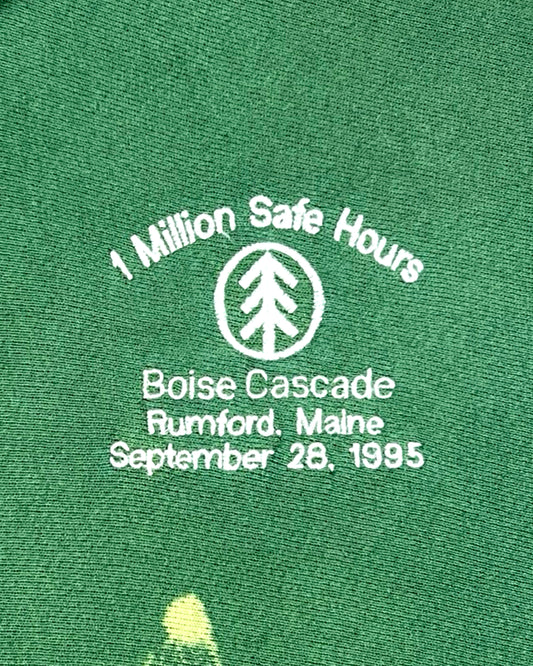 1 Million Safe Hours
Boise Cascade
Rumford, Maine
September 28, 1995